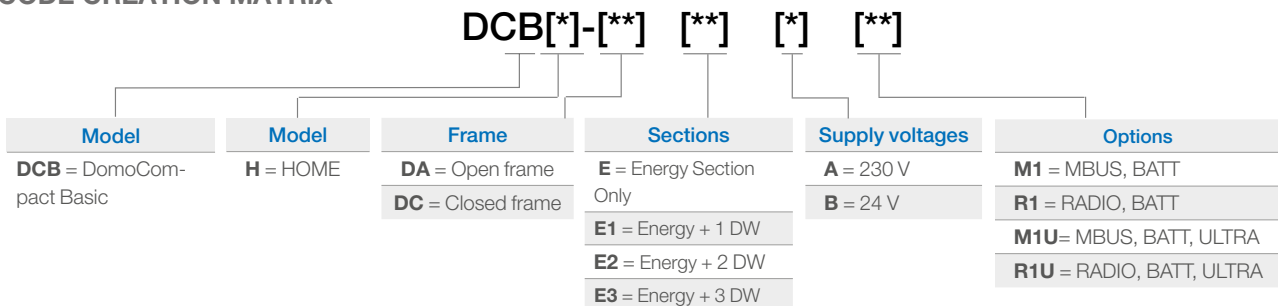 CODE CREATION MATRIX
DCB[*]-[**] [**] [*] [**]
Model
DCB = DomoCom-
pact Basic
Model
H = HOME
Frame
DA = Open frame
DC = Closed frame
Sections
E = Energy Section
Only
E1 = Energy + 1 DW
E2 = Energy + 2 DW
E3 = Energy + 3 DW
Supply voltages
A = 230 V
B = 24 V
Options
M1 = MBUS, BATT
R1 = RADIO, BATT
M1U= MBUS, BATT, ULTRA
R1U = RADIO, BATT, ULTRA